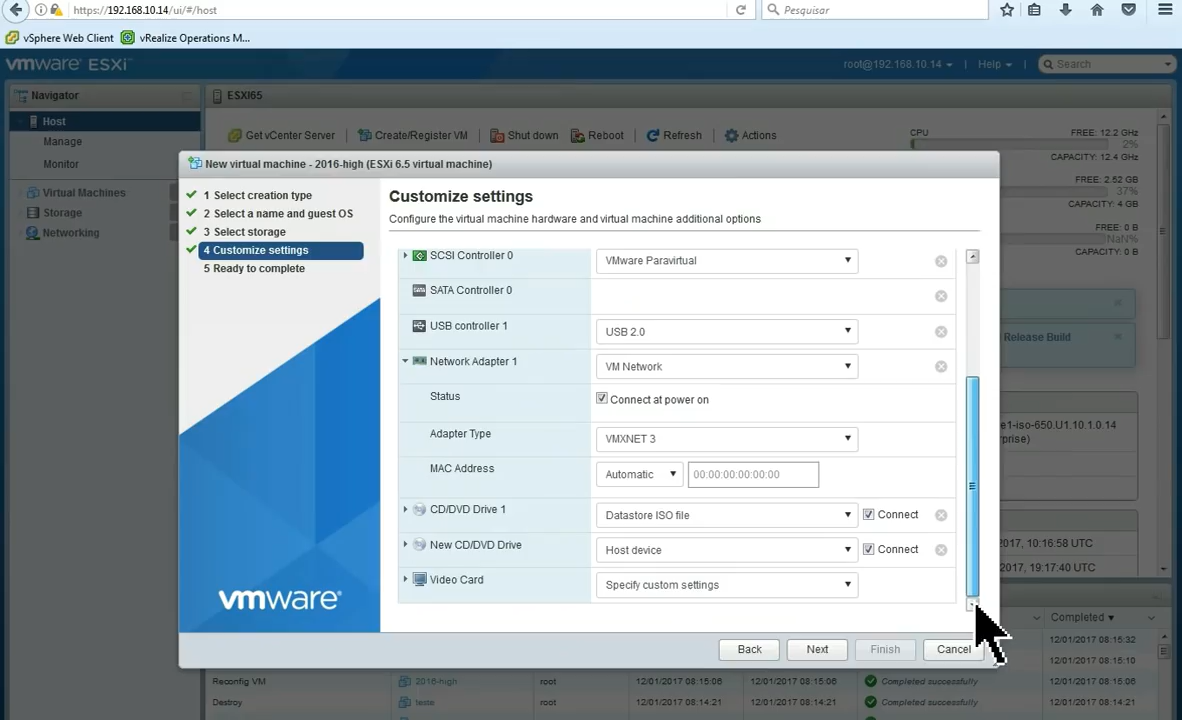 https://192.168.10.14/ui/#/host
Pesquisar
vSphere Web Client
vRealize Operations M...
vmware ESXi
root@192.168.10.14
Help
Search
Navigator
ESXI65
Host
Manage
Monitor
Virtual Machines
Storage
Networking
Get vCenter Server
Create/Register VM
Shut down
Reboot
Refresh
Actions
CPU
FREE: 12.2 GHz
2%
CAPACITY: 12.4 GHz
FREE: 2.52 GB
37%
CAPACITY: 4 GB
FREE: 0 B
NaN%
CAPACITY: 0 B
New virtual machine - 2016-high (ESXi 6.5 virtual machine)
1 Select creation type
2 Select a name and guest OS
3 Select storage
4 Customize settings
5 Ready to complete
vmware
Customize settings
Configure the virtual machine hardware and virtual machine additional options
SCSI Controller 0
VMware Paravirtual
SATA Controller 0
USB controller 1
USB 2.0
Network Adapter 1
VM Network
Status
Connect at power on
Adapter Type
VMXNET 3
MAC Address
Automatic
00:00:00:00:00:00
CD/DVD Drive 1
Datastore ISO file
Connect
New CD/DVD Drive
Host device
Connect
Video Card
Specify custom settings
Back
Next
Finish
Cancel
Release Build
e1-iso-650.U1.10.1.0.14
prise)
2017, 10:16:58 UTC
2017, 19:17:40 UTC
Completed
12/01/2017 08:15:32
12/01/2017 08:15:10
Reconfig VM
2016-high
root
12/01/2017 08:15:06
12/01/2017 08:15:06
Completed successfully
12/01/2017 08:15:06
Destroy
teste
root
12/01/2017 08:14:21
12/01/2017 08:14:21
Completed successfully
12/01/2017 08:14:21